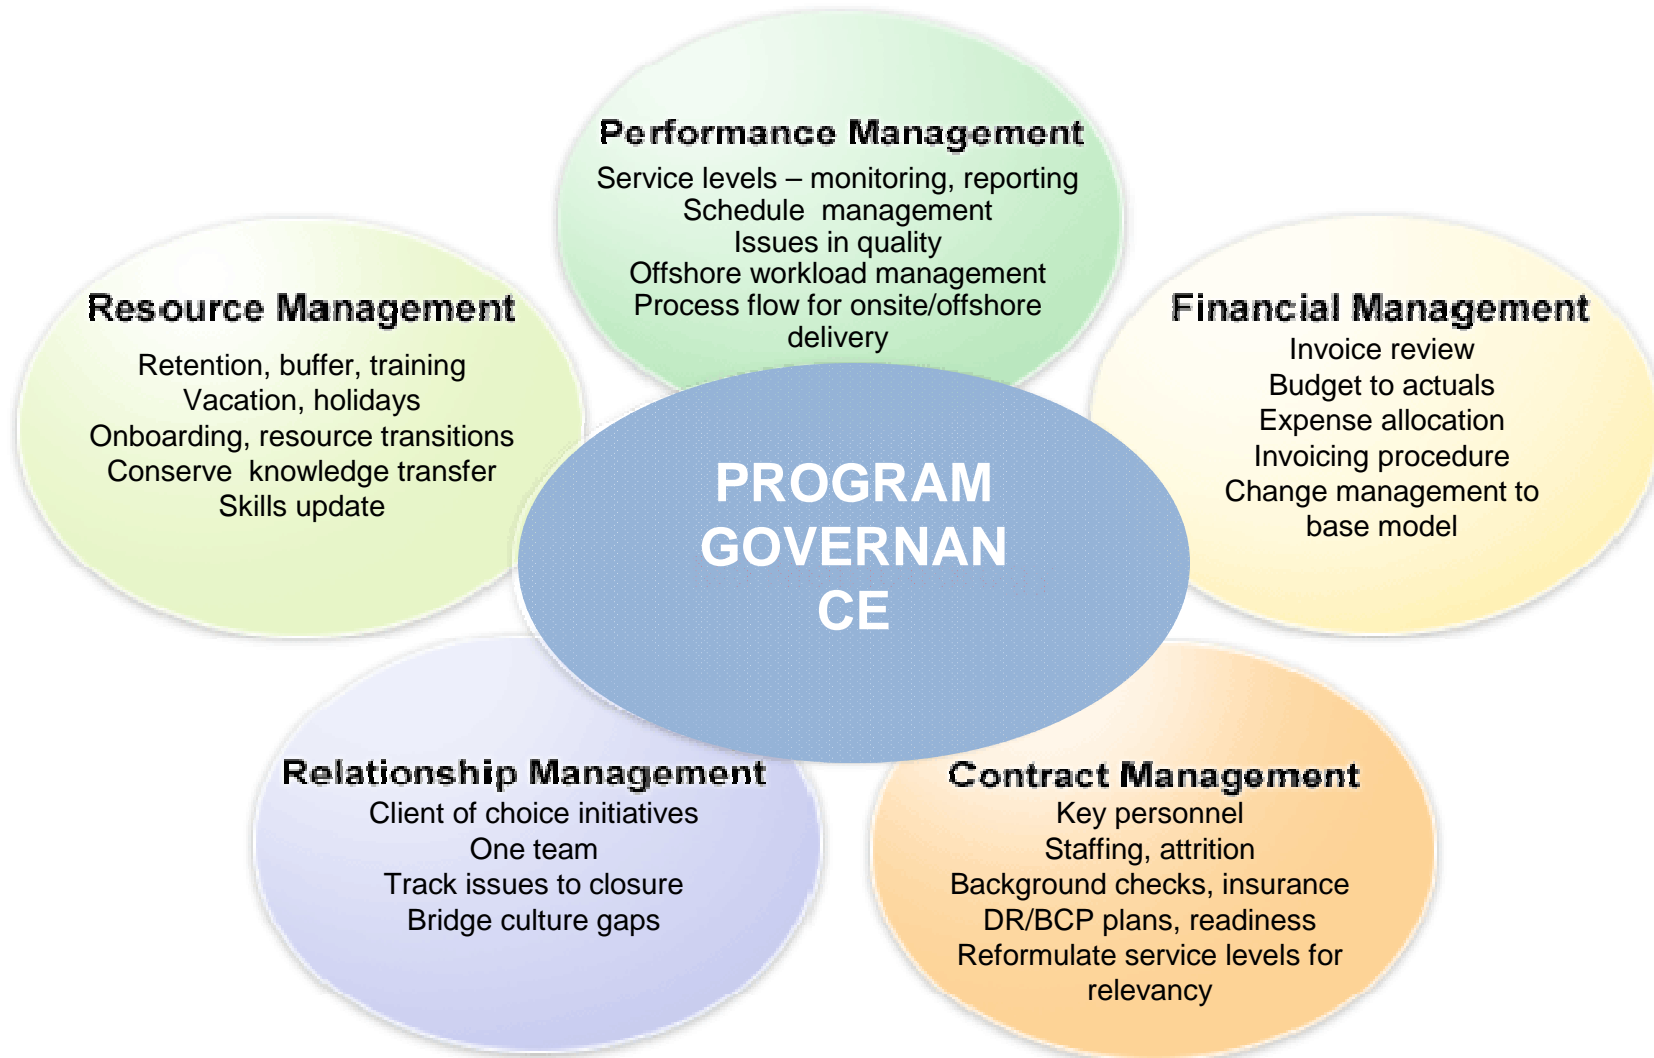 Performance Management
Service levels – monitoring, reporting
Schedule management
Issues in quality
Offshore workload management
Process flow for onsite/offshore
delivery
Resource Management
Retention, buffer, training
Vacation, holidays
Onboarding, resource transitions
Conserve knowledge transfer
Skills update
Financial Management
Invoice review
Budget to actuals
Expense allocation
Invoicing procedure
Change management to
base model
PROGRAM
GOVERNAN
CE
Relationship Management
Client of choice initiatives
One team
Track issues to closure
Bridge culture gaps
Contract Management
Key personnel
Staffing, attrition
Background checks, insurance
DR/BCP plans, readiness
Reformulate service levels for
relevancy